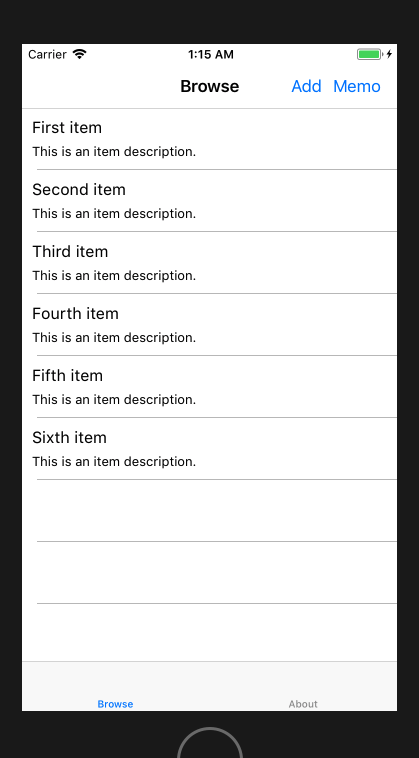 Carrier 1:15 AM
Browse Add Memo
First item
This is an item description.
Second item
This is an item description.
Third item
This is an item description.
Fourth item
This is an item description.
Fifth item
This is an item description.
Sixth item
This is an item description.
Browse About